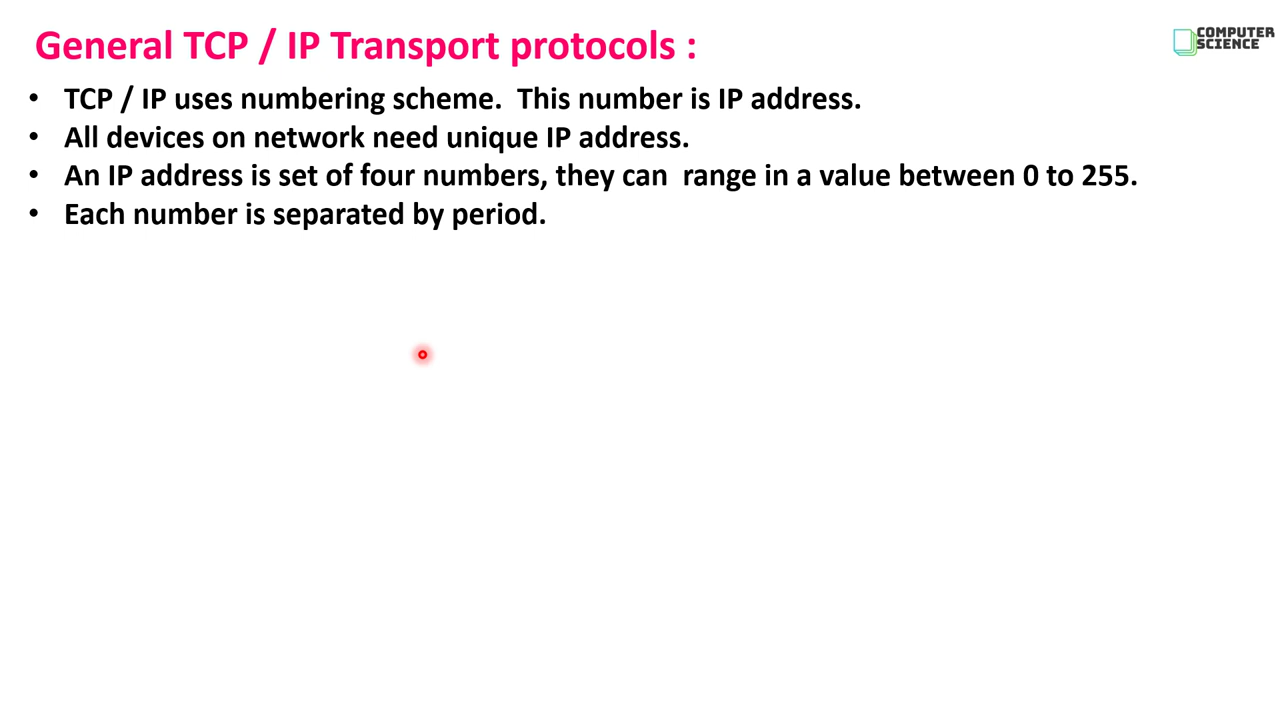 General TCP / IP Transport protocols :
COMPUTER
SCIENCE
• TCP / IP uses numbering scheme.  This number is IP address.
• All devices on network need unique IP address.
• An IP address is set of four numbers, they can  range in a value between 0 to 255.
• Each number is separated by period.